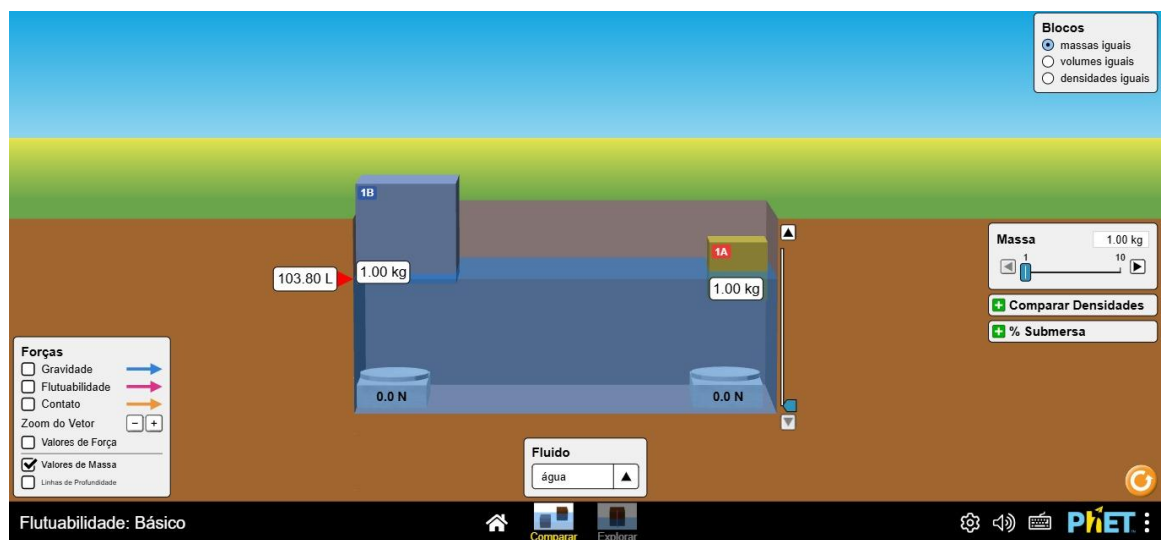 Blocos
massas iguais
volumes iguais
densidades iguais
1B
1A
103.80 L
1.00 kg
1.00 kg
Massa 1.00 kg
1 10
Comparar Densidades
% Submersa
Forças
Gravidade
Flutuabilidade
Contato
Zoom do Vetor - +
Valores de Força
Valores de Massa
Linhas de Profundidade
0.0 N
0.0 N
Fluido
água
Flutuabilidade: Básico
Comparar
Explorar
PhET